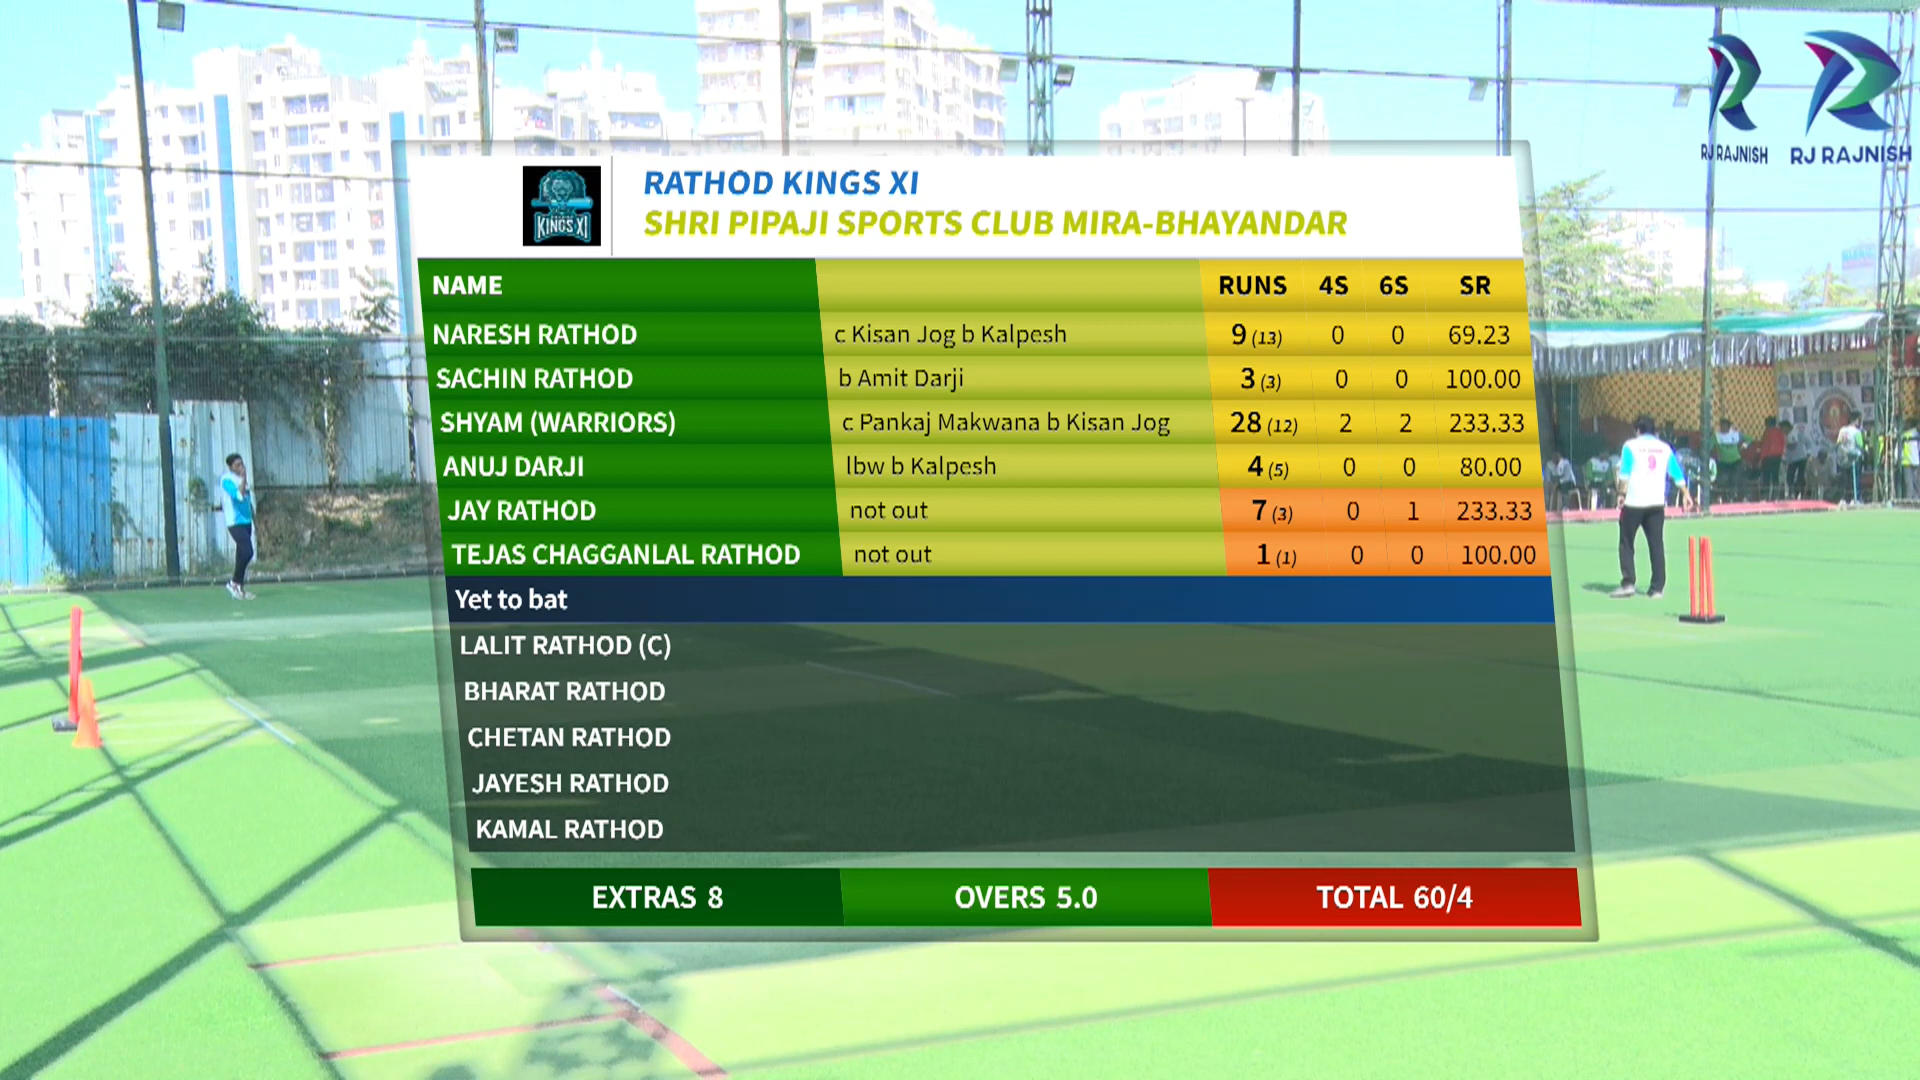 RJ RAJNISH RJ RAJNISH
KINGS XI
RATHOD KINGS XI
SHRI PIPAJI SPORTS CLUB MIRA-BHAYANDAR
NAME RUNS 4S 6S SR
NARESH RATHOD c Kisan Jog b Kalpesh 9 (13) 0 0 69.23
SACHIN RATHOD b Amit Darji 3 (3) 0 0 100.00
SHYAM (WARRIORS) c Pankaj Makwana b Kisan Jog 28 (12) 2 2 233.33
ANUJ DARJI lbw b Kalpesh 4 (5) 0 0 80.00
JAY RATHOD not out 7 (3) 0 1 233.33
TEJAS CHAGGANLAL RATHOD not out 1 (1) 0 0 100.00
Yet to bat
LALIT RATHOD (C)
BHARAT RATHOD
CHETAN RATHOD
JAYESH RATHOD
KAMAL RATHOD
EXTRAS 8 OVERS 5.0 TOTAL 60/4
9